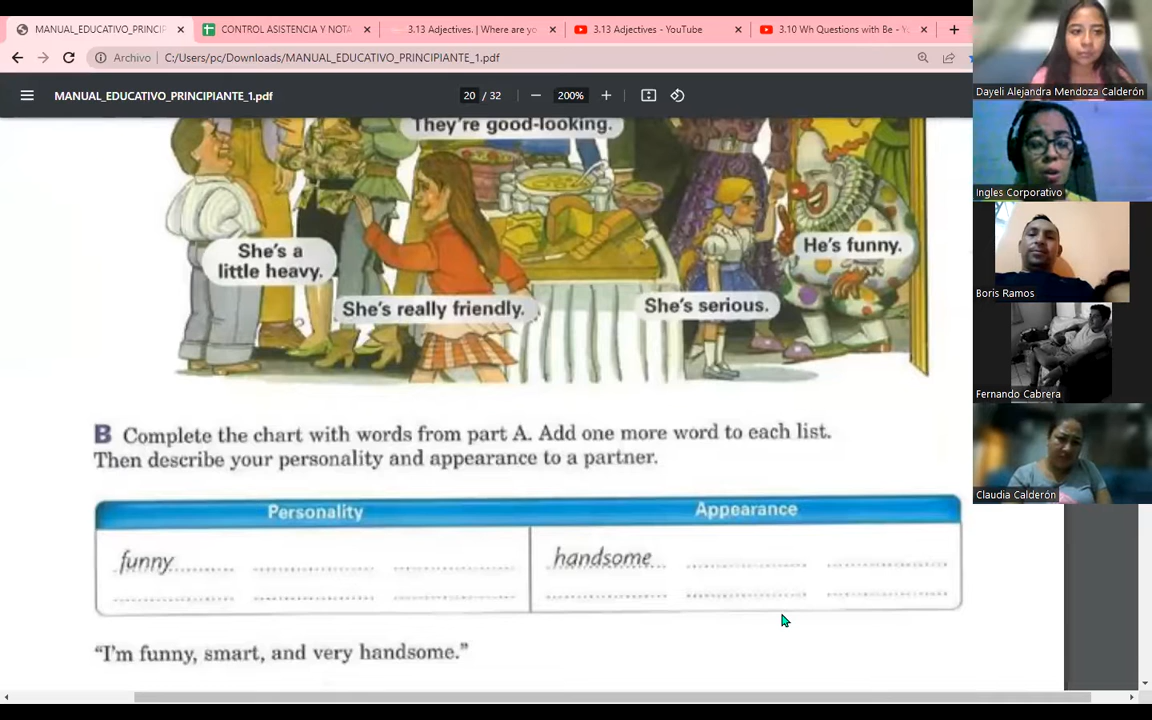 MANUAL_EDUCATIVO_PRINCIP
CONTROL ASISTENCIA Y NOTA
3.13 Adjectives. | Where are yo
3.13 Adjectives - YouTube
3.10 Wh Questions with Be - Yo
Archivo
C:/Users/pc/Downloads/MANUAL_EDUCATIVO_PRINCIPIANTE_1.pdf
MANUAL_EDUCATIVO_PRINCIPIANTE_1.pdf
20 / 32
200%
They're good-looking.
She's a
little heavy.
She's really friendly.
She's serious.
He's funny.
B Complete the chart with words from part A. Add one more word to each list.
Then describe your personality and appearance to a partner.
Personality
Appearance
funny
handsome
"I'm funny, smart, and very handsome."
Dayeli Alejandra Mendoza Calderón
Ingles Corporativo
Boris Ramos
Fernando Cabrera
Claudia Calderón